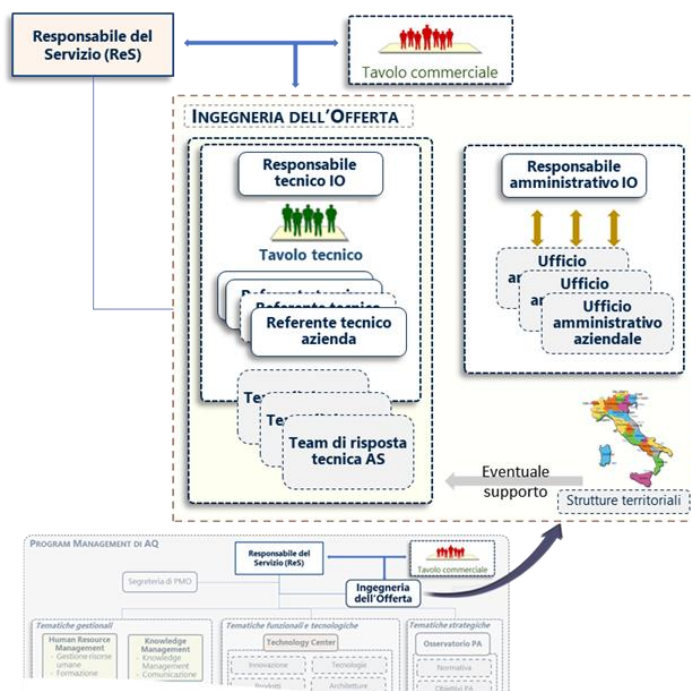 Responsabile del
Servizio (ReS)
Tavolo commerciale
INGEGNERIA DELL'OFFERTA
Responsabile
tecnico IO
Tavolo tecnico
Referente tecnico
Referente tecnico
azienda
Team di risposta
tecnica AS
Responsabile
amministrativo IO
Ufficio
Ufficio
Ufficio
amministrativo
aziendale
Eventuale
supporto
Strutture territoriali
PROGRAM MANAGEMENT DI AQ
Responsabile del
Servizio (ReS)
Tavolo commerciale
Segreteria di PMO
Ingegneria
dell'Offerta
Tematiche gestionali
Human Resource
Management
- Gestione risorse
umane
- Formazione
Knowledge
Management
- Knowledge
Management
- Comunicazione
Tematiche funzionali e tecnologiche
Technology Center
Innovazione
Tecnologie
Prodotti
Architetture
Tematiche strategiche
Osservatorio PA
Normativa
Obiettivi PA